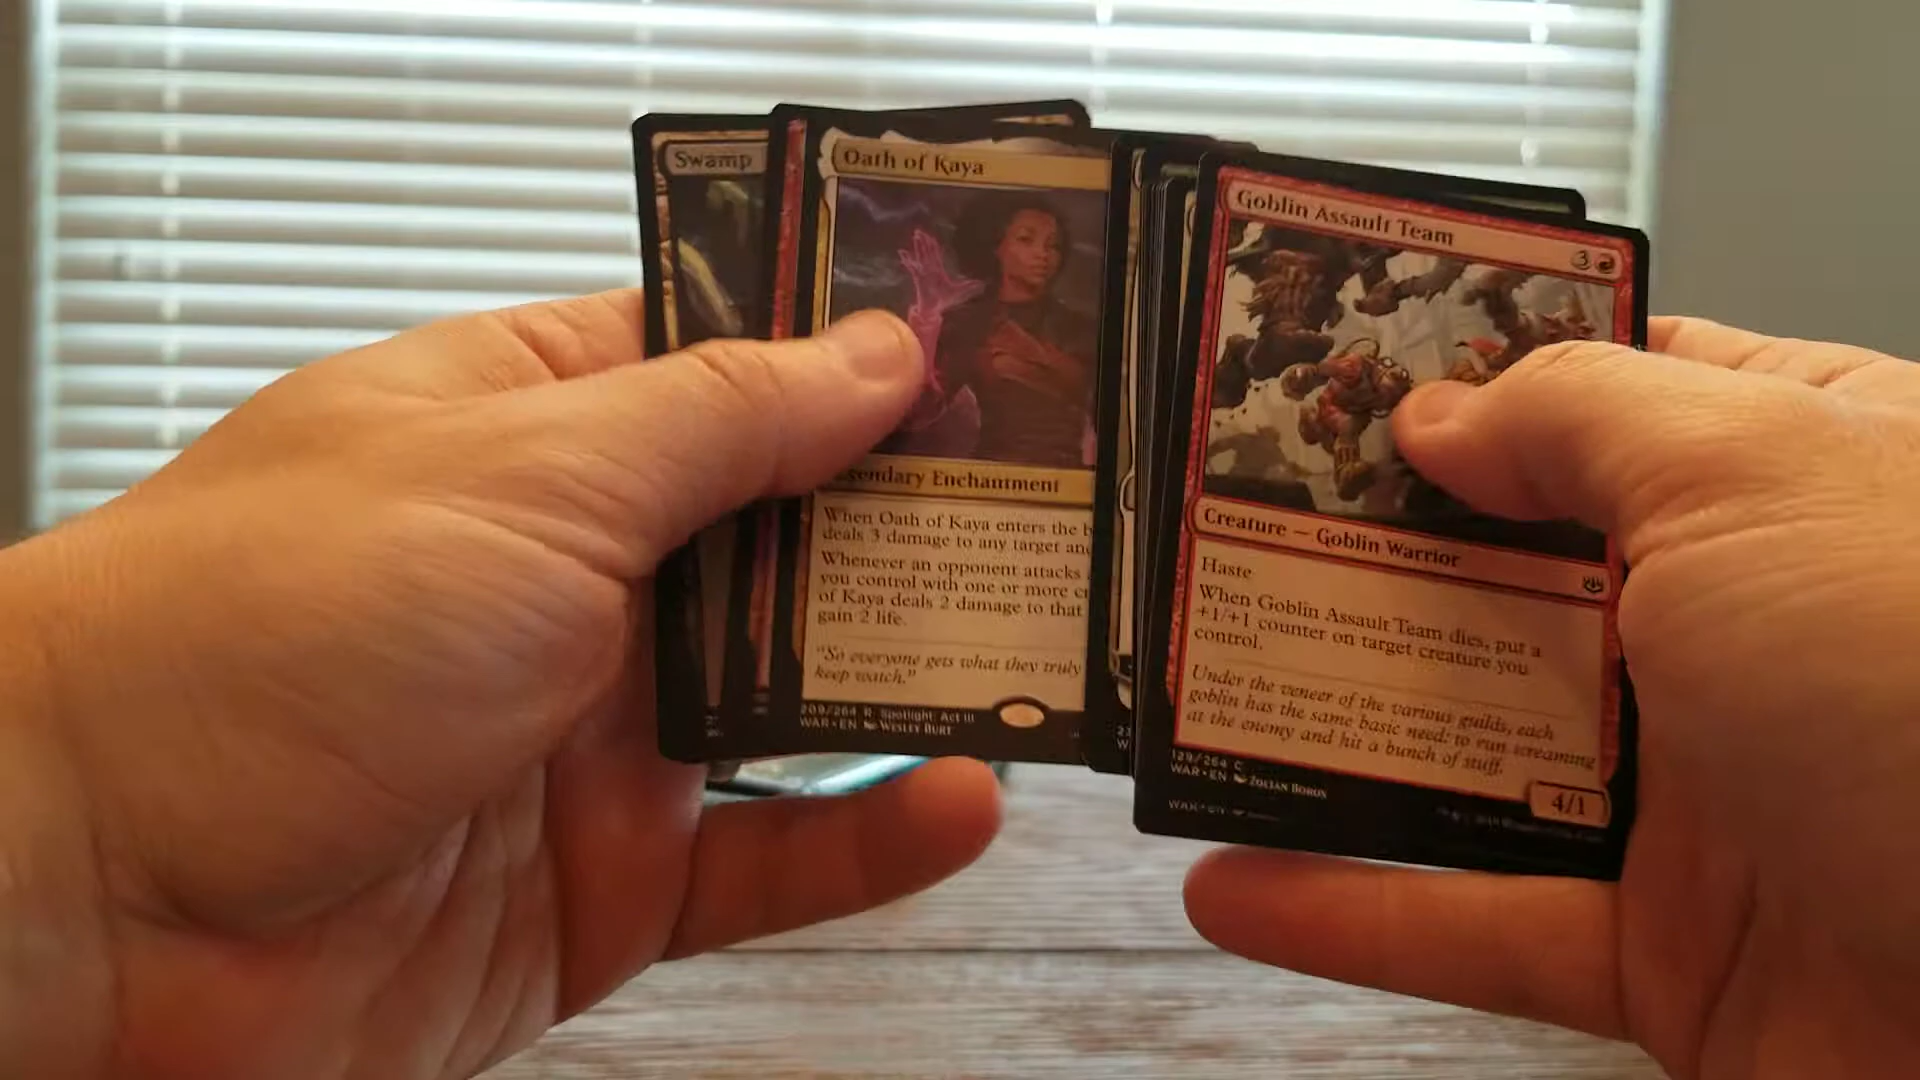 Swamp
Oath of Kaya
Legendary Enchantment
When Oath of Kaya enters the b
deals 3 damage to any target and
Whenever an opponent attacks
you control with one or more cr
of Kaya deals 2 damage to that
gain 2 life.
"So everyone gets what they truly
keep watch."
209/264 R Spotlight: Act III
WAR • EN WESLEY BURT
Goblin Assault Team
3
Creature — Goblin Warrior
Haste
When Goblin Assault Team dies, put a
+1/+1 counter on target creature you
control.
Under the veneer of the various guilds, each
goblin has the same basic need: to run screaming
at the enemy and hit a bunch of stuff.
129/264 C
WAR • EN ZOLTAN BOROS
4/1
WAR • EN